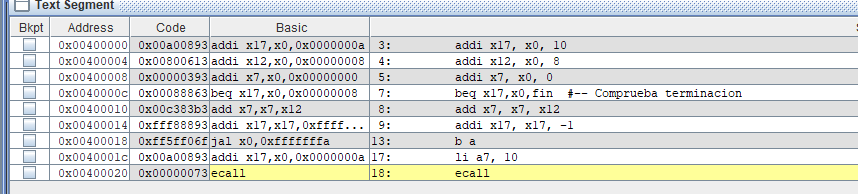 Text Segment
Bkpt Address Code Basic
0x00400000 0x00a00893 addi x17,x0,0x0000000a 3: addi x17, x0, 10
0x00400004 0x00800613 addi x12,x0,0x00000008 4: addi x12, x0, 8
0x00400008 0x00000393 addi x7,x0,0x00000000 5: addi x7, x0, 0
0x0040000c 0x00088863 beq x17,x0,0x00000008 7: beq x17,x0,fin #-- Comprueba terminacion
0x00400010 0x00c383b3 add x7,x7,x12 8: add x7, x7, x12
0x00400014 0xfff88893 addi x17,x17,0xffff... 9: addi x17, x17, -1
0x00400018 0xff5ff06f jal x0,0xfffffffa 13: b a
0x0040001c 0x00a00893 addi x17,x0,0x0000000a 17: li a7, 10
0x00400020 0x00000073 ecall 18: ecall